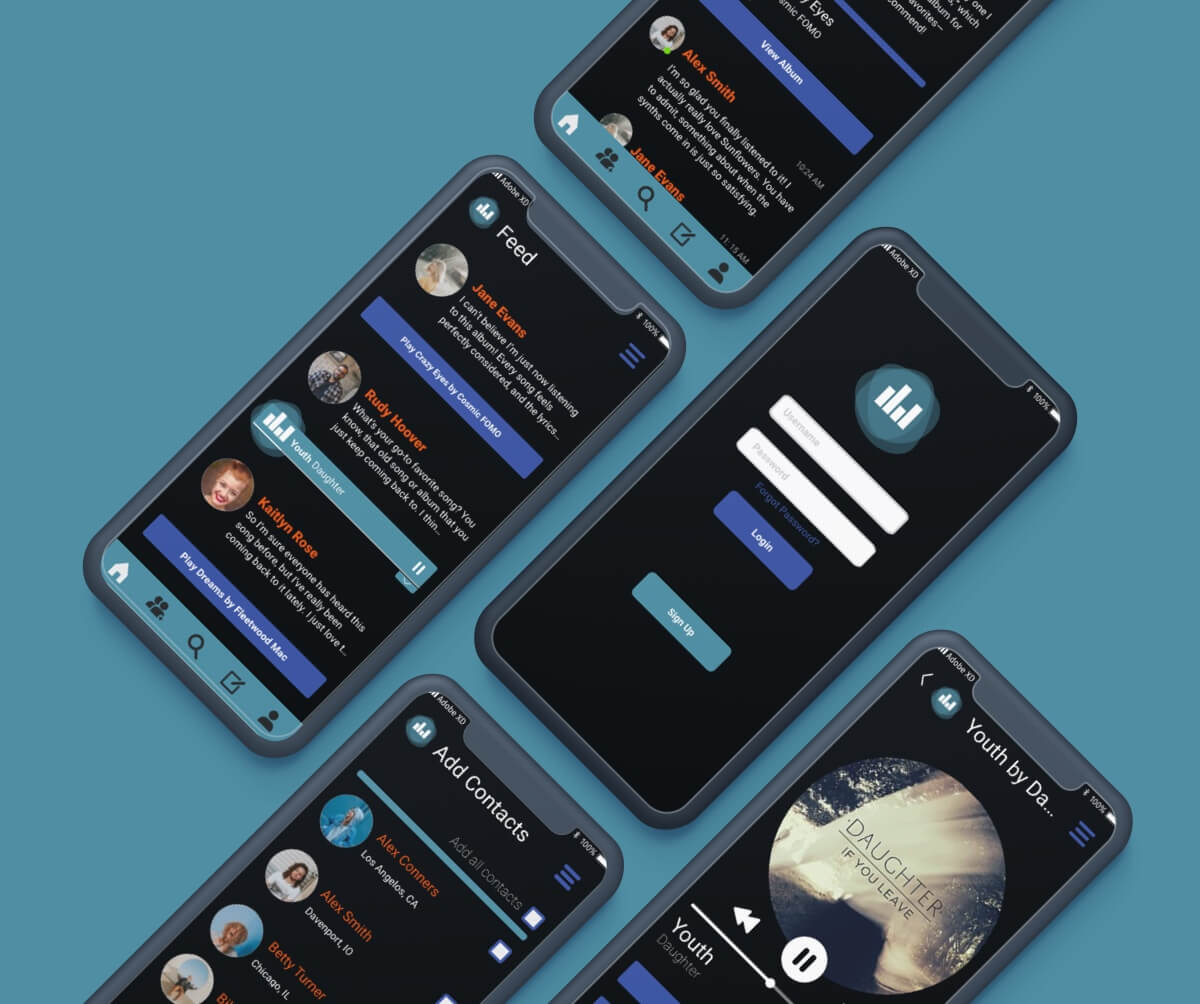 one I
avorites—
s, which
album for
commend!
y Eyes
smic FOMO
View Album
Alex Smith
I'm so glad you finally listened to it! I
actually really love Sunflowers. You have
to admit, something about when the
synths come in is just so satisfying.
10:24 AM
Jane Evans
11:15 AM
Adobe XD
100%
Feed
Jane Evans
I can't believe I'm just now listening
to this album! Every song feels
perfectly considered, and the lyrics...
Play Crazy Eyes by Cosmic FOMO
Rudy Hoover
What's your go-to favorite song? You
know, that old song or album that you
just keep coming back to. I thin...
Youth Daughter
Kaitlyn Rose
So I'm sure everyone has heard this
song before, but I've really been
coming back to it lately. I just love t...
Play Dreams by Fleetwood Mac
Adobe XD
100%
Username
Password
Forgot Password?
Login
Sign Up
Adobe XD
100%
Add Contacts
Add all contacts
Alex Conners
Los Angelos, CA
Alex Smith
Davenport, IO
Betty Turner
Chicago, IL
Adobe XD
100%
Youth by Da...
DAUGHTER
IF YOU LEAVE
Youth
Daughter